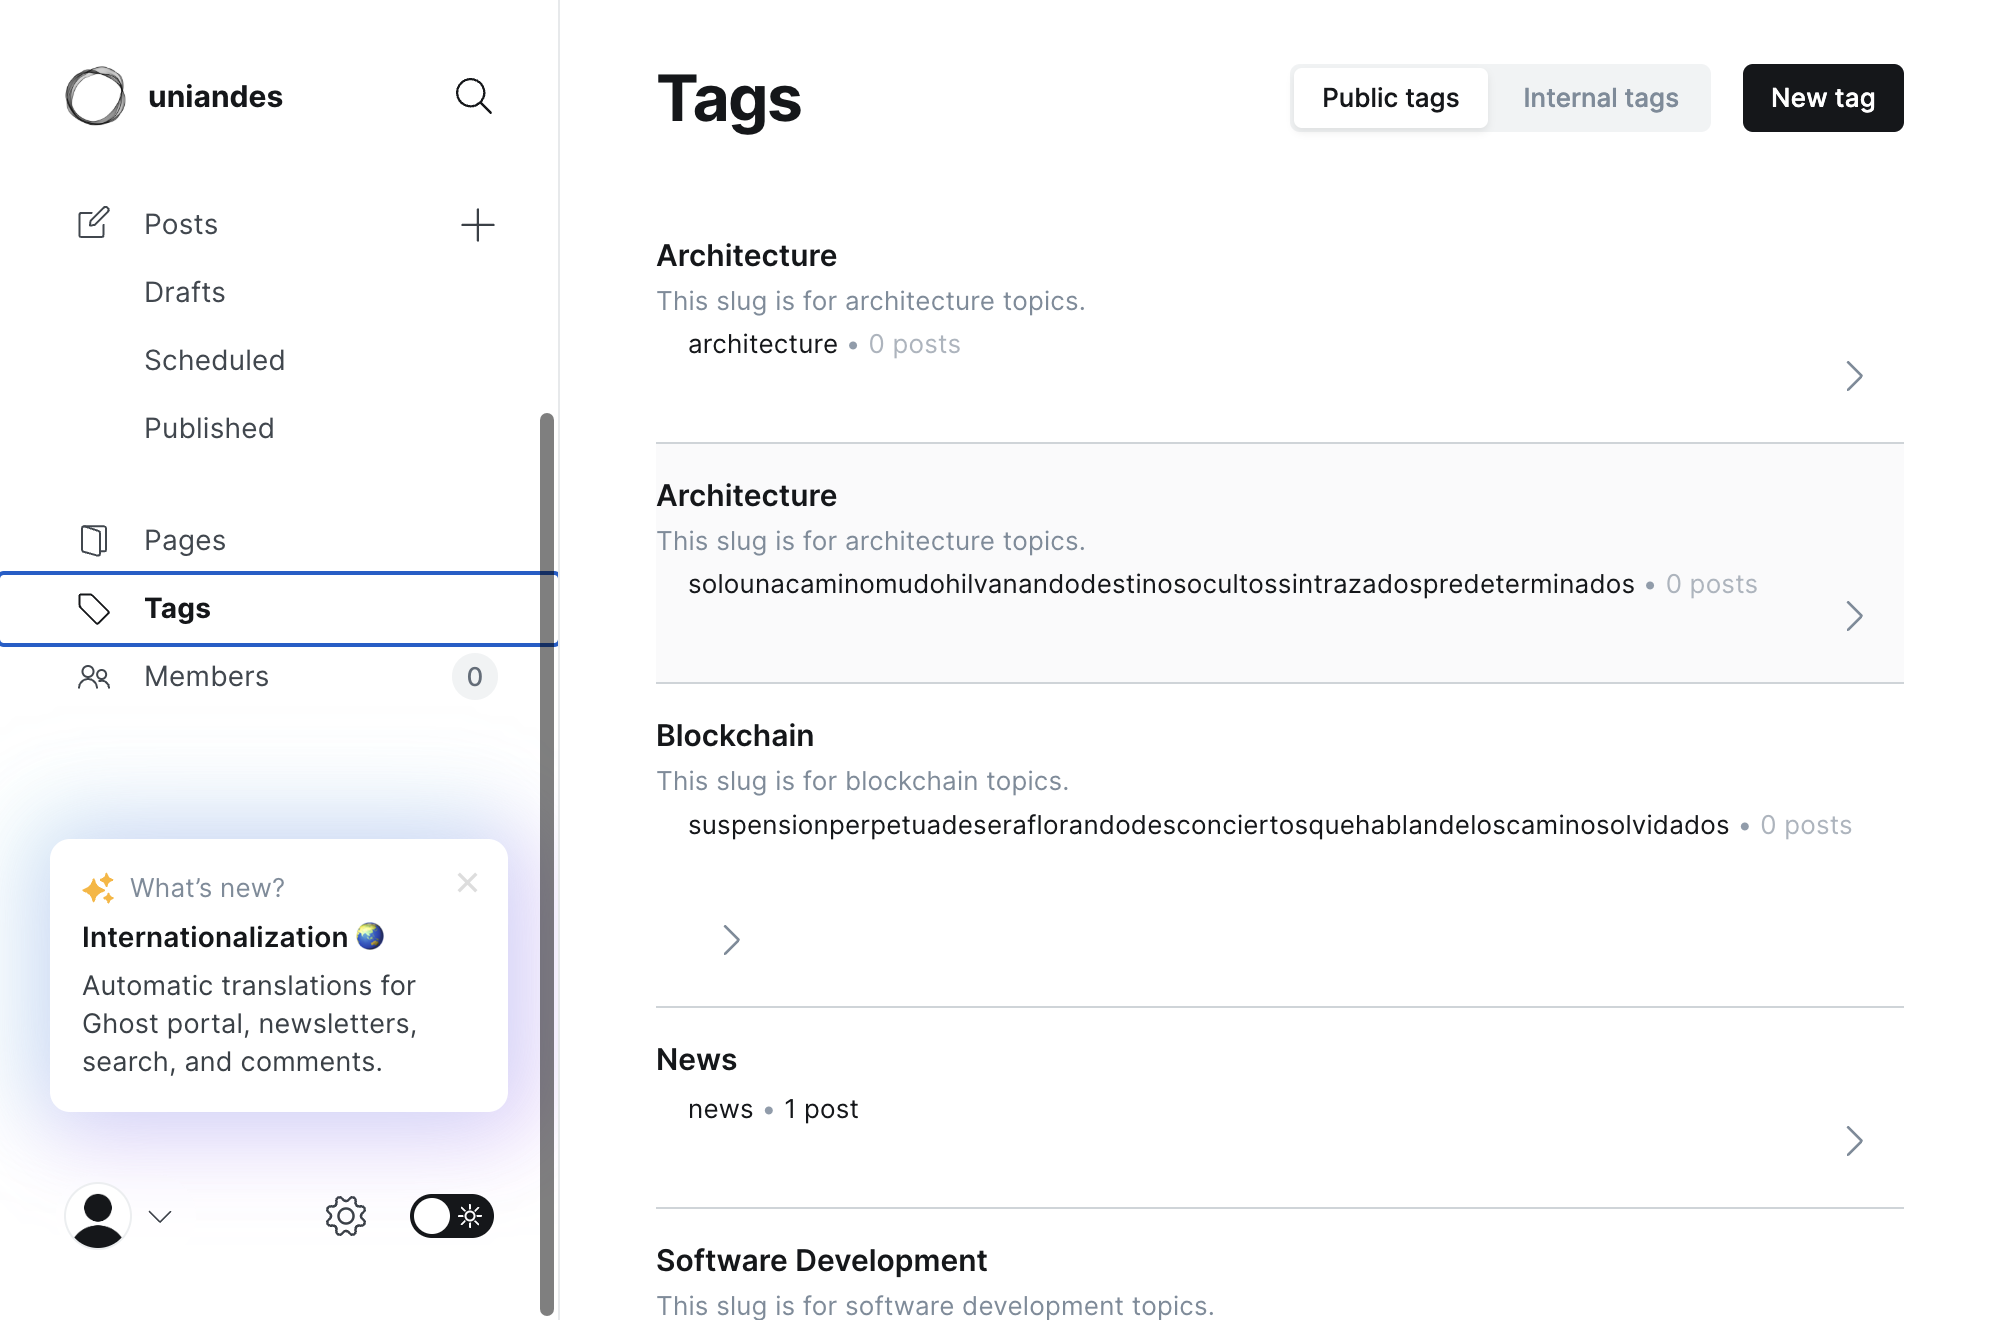 uniandes
Posts
Drafts
Scheduled
Published
Pages
Tags
Members
0
What’s new?
Internationalization
Automatic translations for
Ghost portal, newsletters,
search, and comments.
Tags
Public tags
Internal tags
New tag
Architecture
This slug is for architecture topics.
architecture • 0 posts
Architecture
This slug is for architecture topics.
solounacaminomudohilvanandodestinosocultossintrazadospredeterminados • 0 posts
Blockchain
This slug is for blockchain topics.
suspensionperpetuadeseraflorandodesconciertosquehablandeloscaminosolvidados • 0 posts
News
news • 1 post
Software Development
This slug is for software development topics.